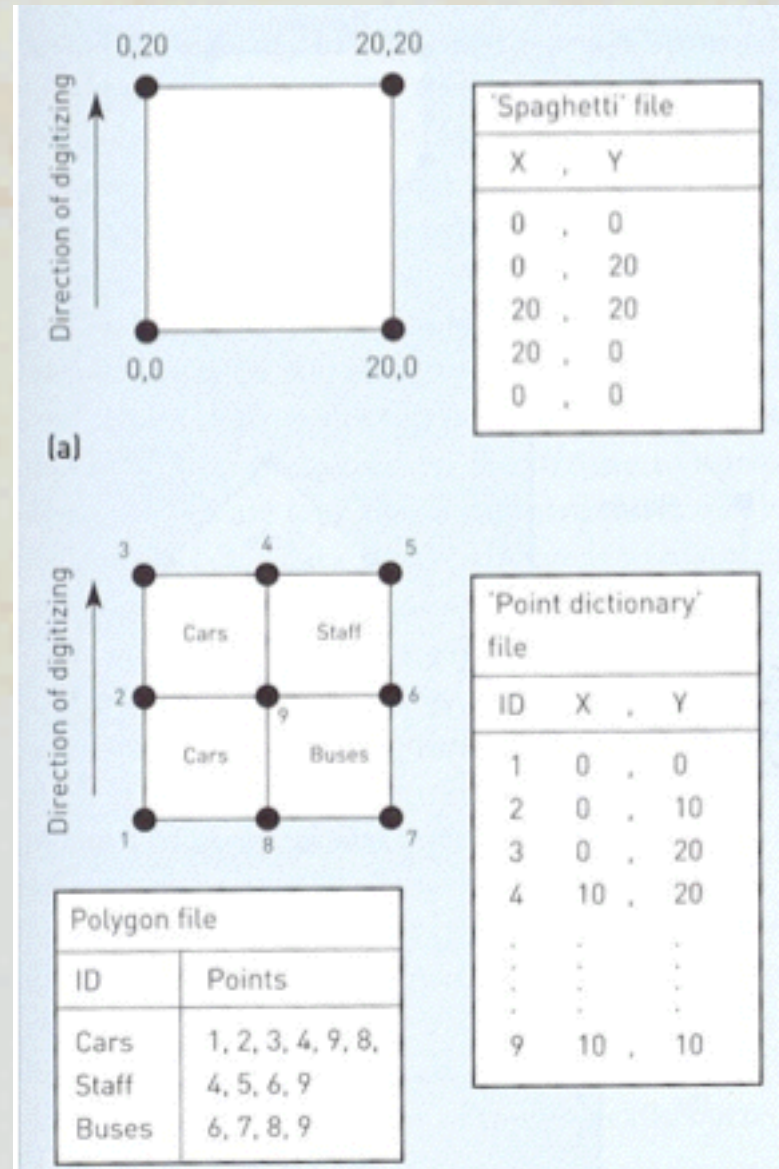 0,20 20,20
Direction of digitizing
0,0 20,0
'Spaghetti' file
X , Y
0 , 0
0 , 20
20 , 20
20 , 0
0 , 0
(a)
3 4 5
Direction of digitizing
Cars Staff
2 9 6
Cars Buses
1 8 7
'Point dictionary'
file
ID X , Y
1 0 , 0
2 0 , 10
3 0 , 20
4 10 , 20
. . .
. . .
. . .
. . .
9 10 , 10
Polygon file
ID Points
Cars 1, 2, 3, 4, 9, 8,
Staff 4, 5, 6, 9
Buses 6, 7, 8, 9